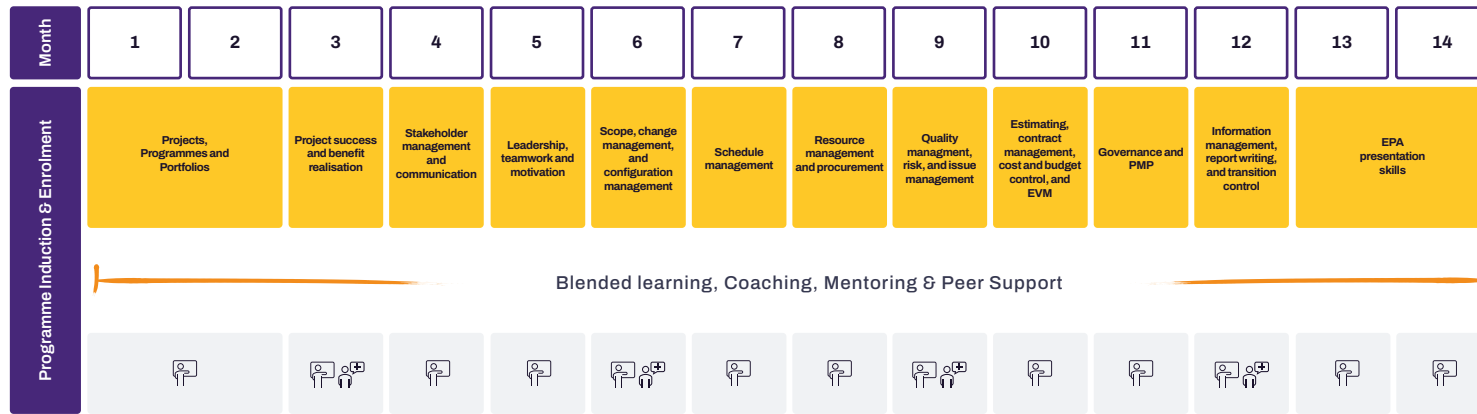 Month
1
2
3
4
5
6
7
8
9
10
11
12
13
14
Programme Induction & Enrolment
Projects,
Programmes and
Portfolios
Project success
and benefit
realisation
Stakeholder
management
and
communication
Leadership,
teamwork and
motivation
Scope, change
management,
and
configuration
management
Schedule
management
Resource
management
and procurement
Quality
managment,
risk, and issue
management
Estimating,
contract
management,
cost and budget
control, and
EVM
Governance and
PMP
Information
management,
report writing,
and transition
control
EPA
presentation
skills
Blended learning, Coaching, Mentoring & Peer Support